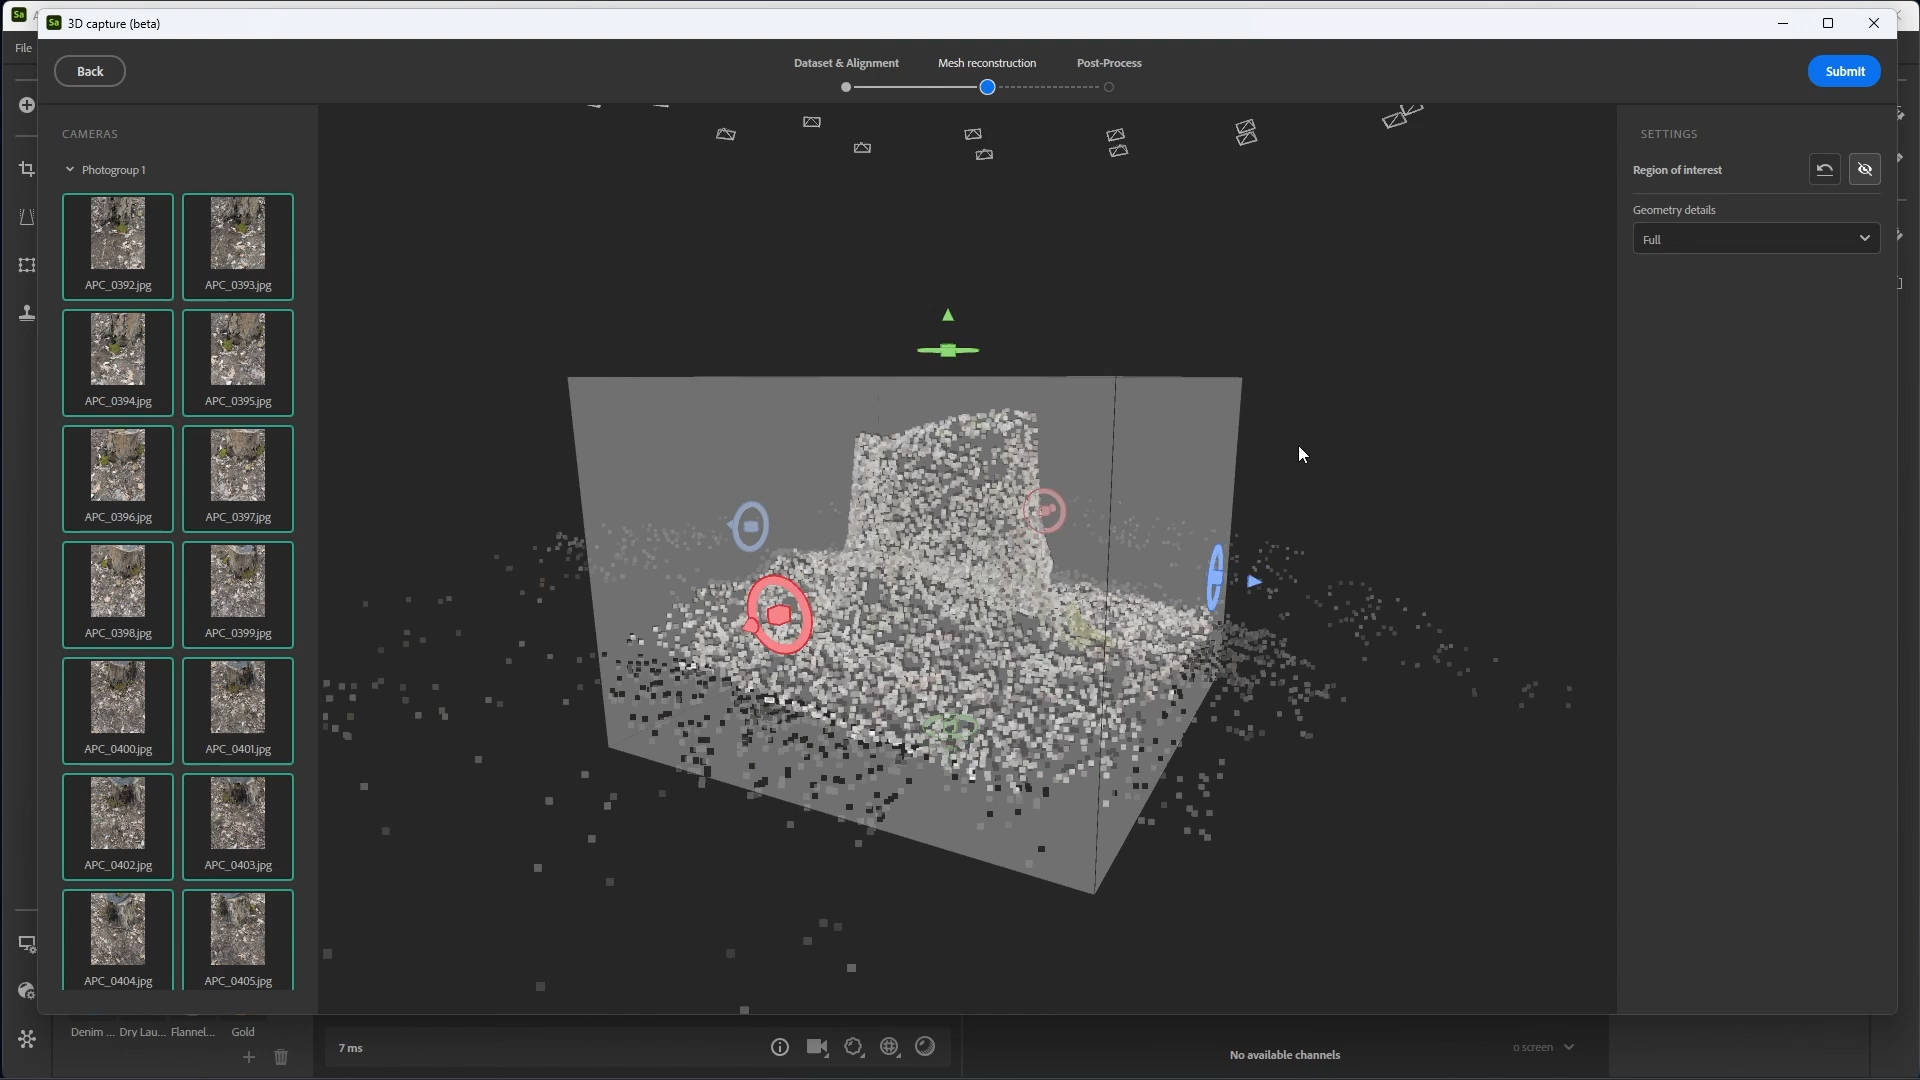 Sa
Sa 3D capture (beta)
File
Back
Dataset & Alignment
Mesh reconstruction
Post-Process
Submit
CAMERAS
Photogroup 1
APC_0392.jpg
APC_0393.jpg
APC_0394.jpg
APC_0395.jpg
APC_0396.jpg
APC_0397.jpg
APC_0398.jpg
APC_0399.jpg
APC_0400.jpg
APC_0401.jpg
APC_0402.jpg
APC_0403.jpg
APC_0404.jpg
APC_0405.jpg
SETTINGS
Region of interest
Geometry details
Full
Denim ... Dry Lau... Flannel... Gold
7 ms
No available channels
o screen